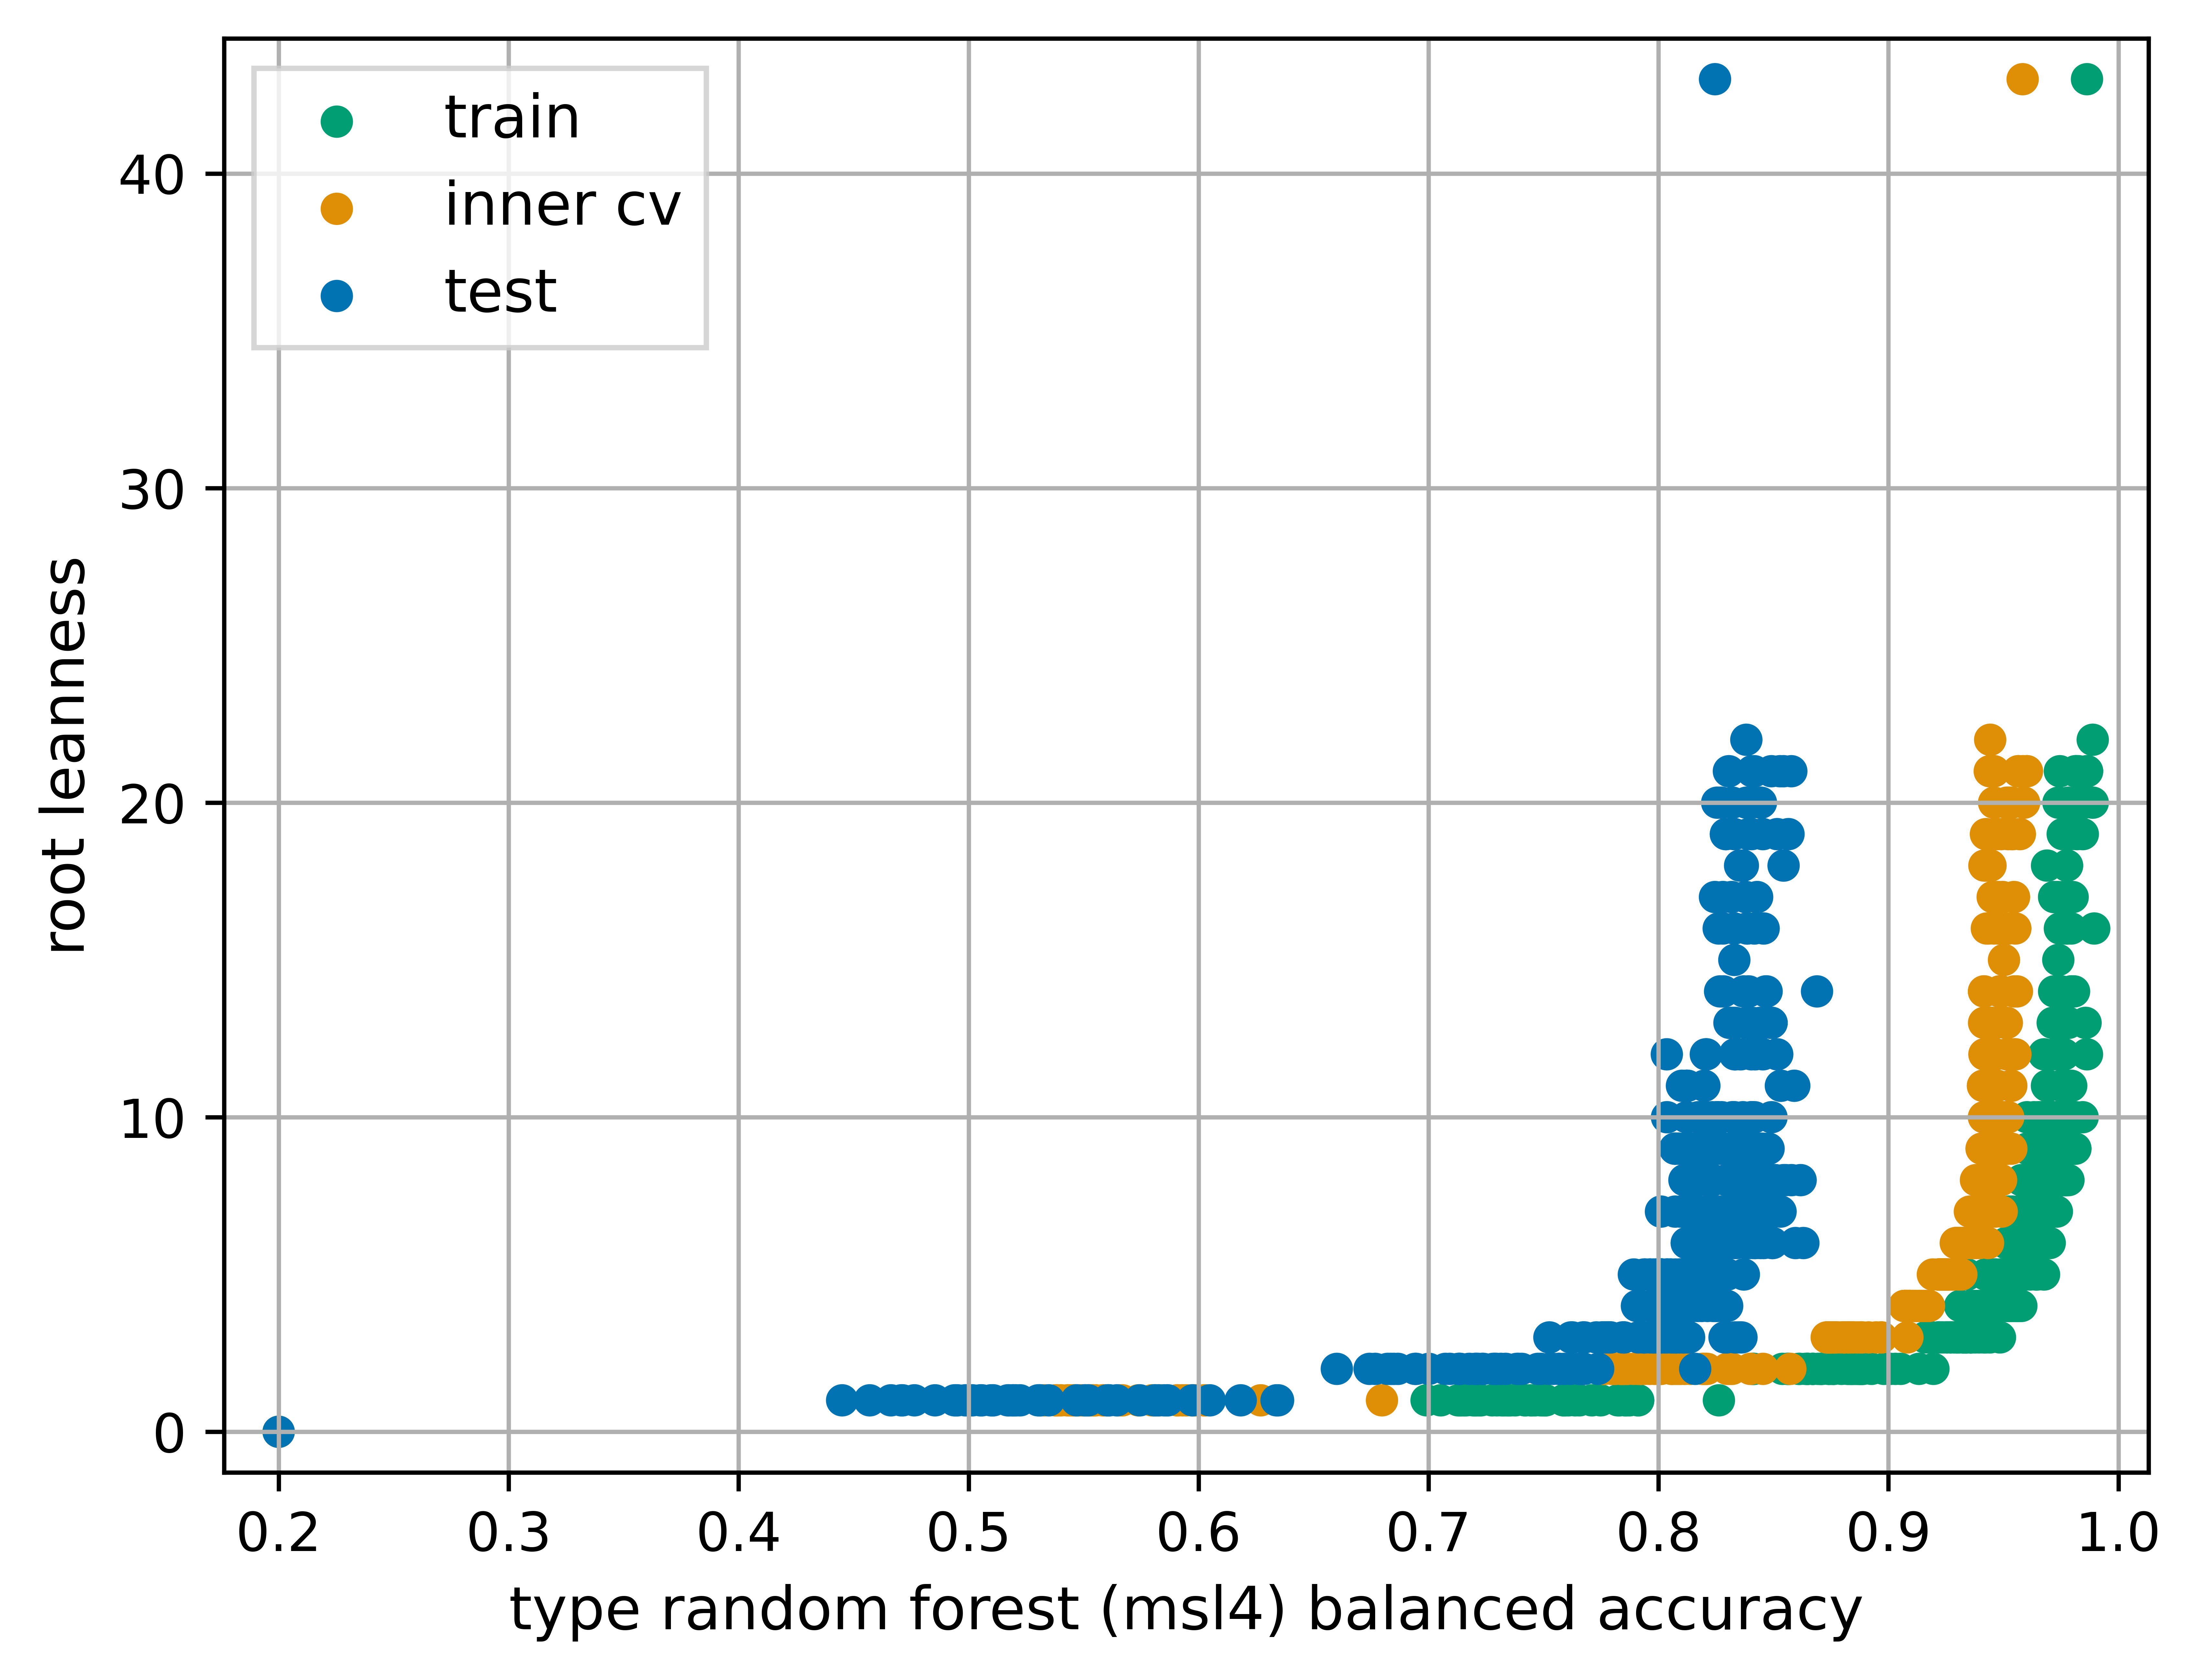 train
inner cv
test
40
30
20
10
0
root leanness
0.2 0.3 0.4 0.5 0.6 0.7 0.8 0.9 1.0
type random forest (msl4) balanced accuracy